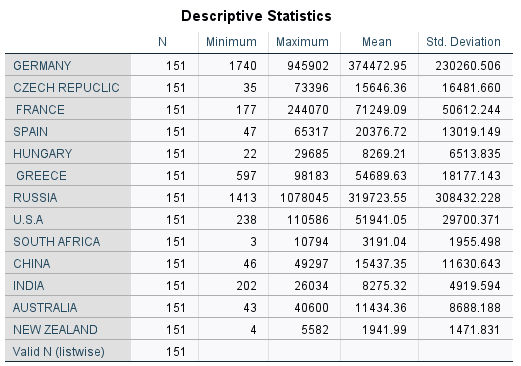 Descriptive Statistics
N Minimum Maximum Mean Std. Deviation
GERMANY 151 1740 945902 374472.95 230260.506
CZECH REPUCLIC 151 35 73396 15646.36 16481.660
FRANCE 151 177 244070 71249.09 50612.244
SPAIN 151 47 65317 20376.72 13019.149
HUNGARY 151 22 29685 8269.21 6513.835
GREECE 151 597 98183 54689.63 18177.143
RUSSIA 151 1413 1078045 319723.55 308432.228
U.S.A 151 238 110586 51941.05 29700.371
SOUTH AFRICA 151 3 10794 3191.04 1955.498
CHINA 151 46 49297 15437.35 11630.643
INDIA 151 202 26034 8275.32 4919.594
AUSTRALIA 151 43 40600 11434.36 8688.188
NEW ZEALAND 151 4 5582 1941.99 1471.831
Valid N (listwise) 151